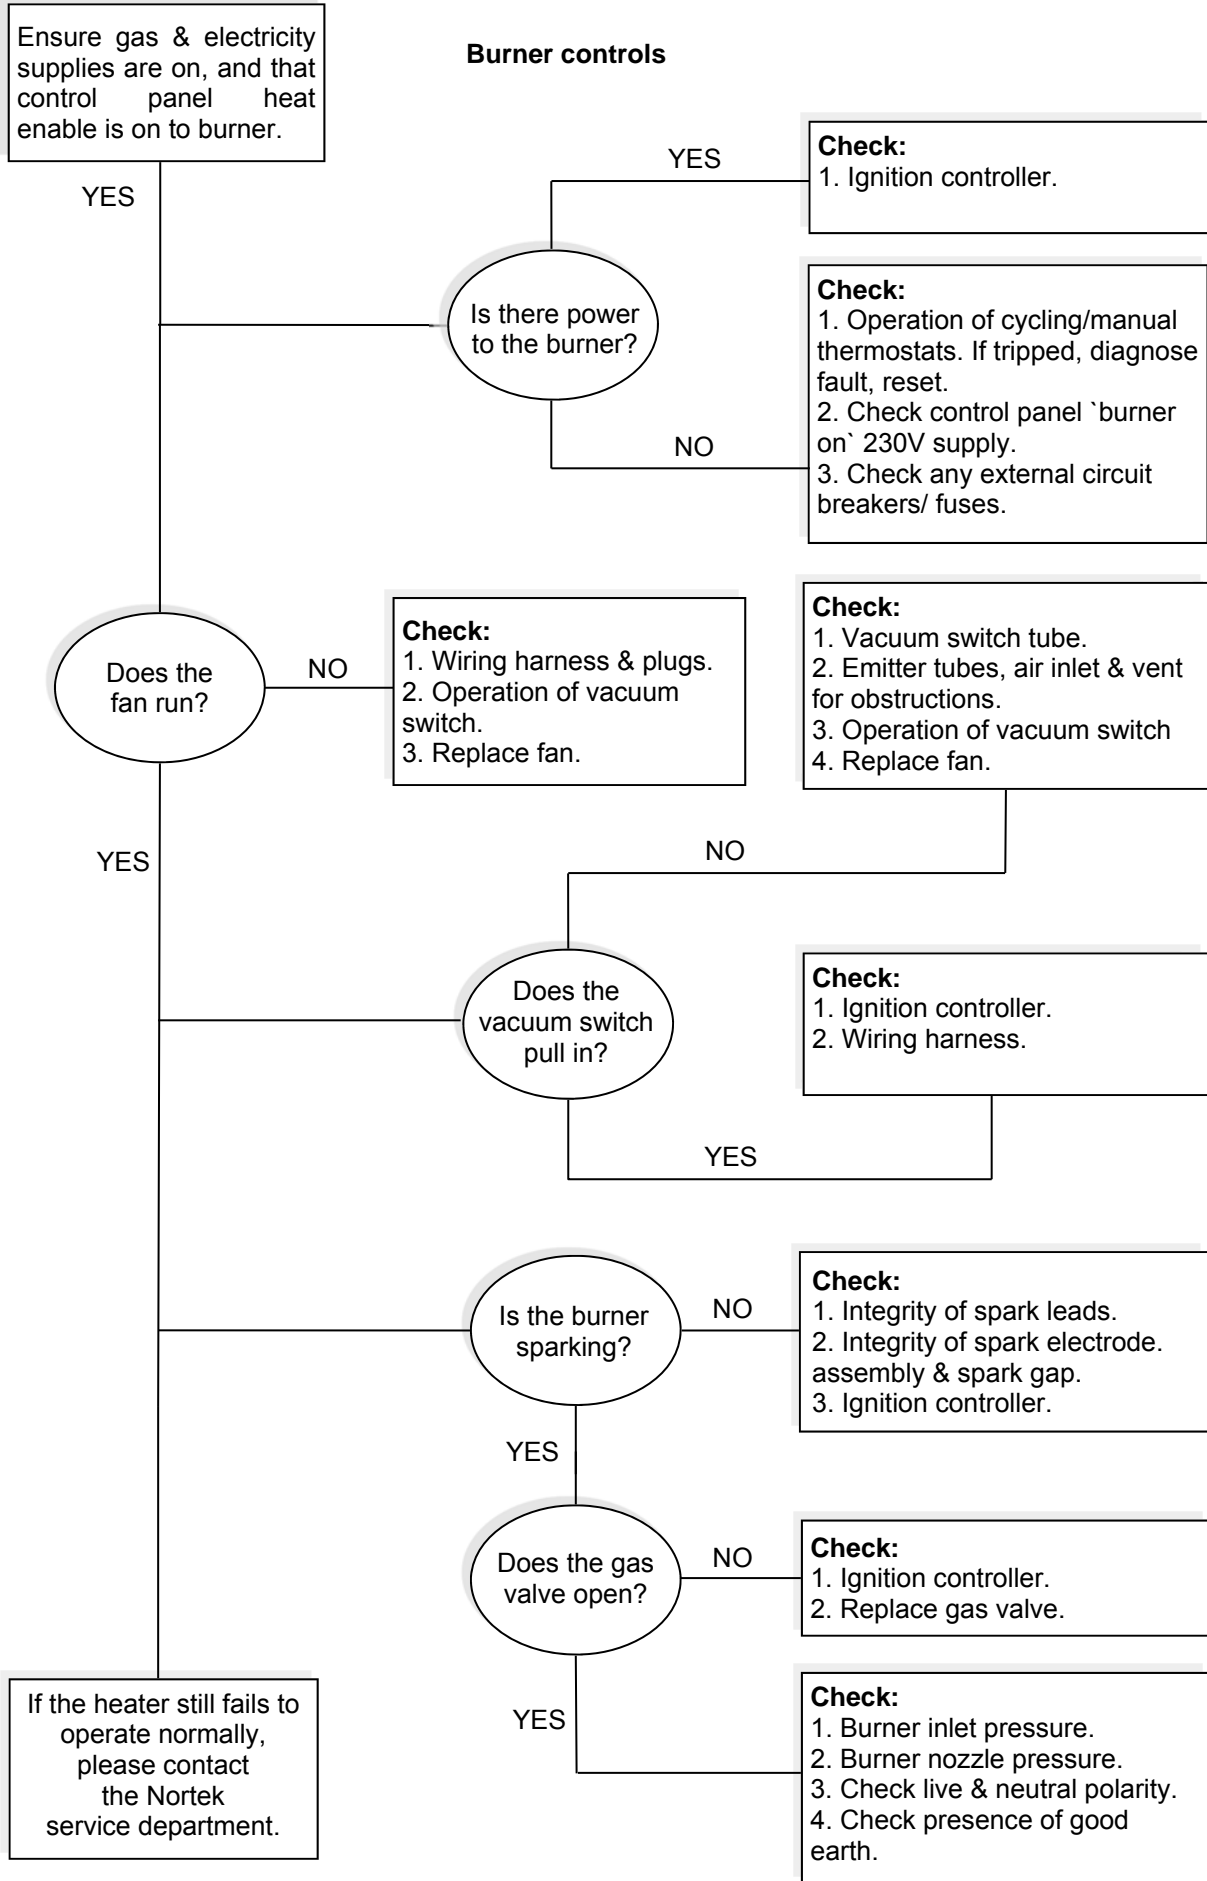 Ensure gas & electricity
supplies are on, and that
control panel heat
enable is on to burner.
Burner controls
YES
YES
Check:
1. Ignition controller.
Is there power
to the burner?
NO
Check:
1. Operation of cycling/manual
thermostats. If tripped, diagnose
fault, reset.
2. Check control panel `burner
on` 230V supply.
3. Check any external circuit
breakers/ fuses.
Does the
fan run?
NO
Check:
1. Wiring harness & plugs.
2. Operation of vacuum
switch.
3. Replace fan.
Check:
1. Vacuum switch tube.
2. Emitter tubes, air inlet & vent
for obstructions.
3. Operation of vacuum switch
4. Replace fan.
YES
NO
Does the
vacuum switch
pull in?
Check:
1. Ignition controller.
2. Wiring harness.
YES
Is the burner
sparking?
NO
Check:
1. Integrity of spark leads.
2. Integrity of spark electrode.
assembly & spark gap.
3. Ignition controller.
YES
Does the gas
valve open?
NO
Check:
1. Ignition controller.
2. Replace gas valve.
YES
Check:
1. Burner inlet pressure.
2. Burner nozzle pressure.
3. Check live & neutral polarity.
4. Check presence of good
earth.
If the heater still fails to
operate normally,
please contact
the Nortek
service department.